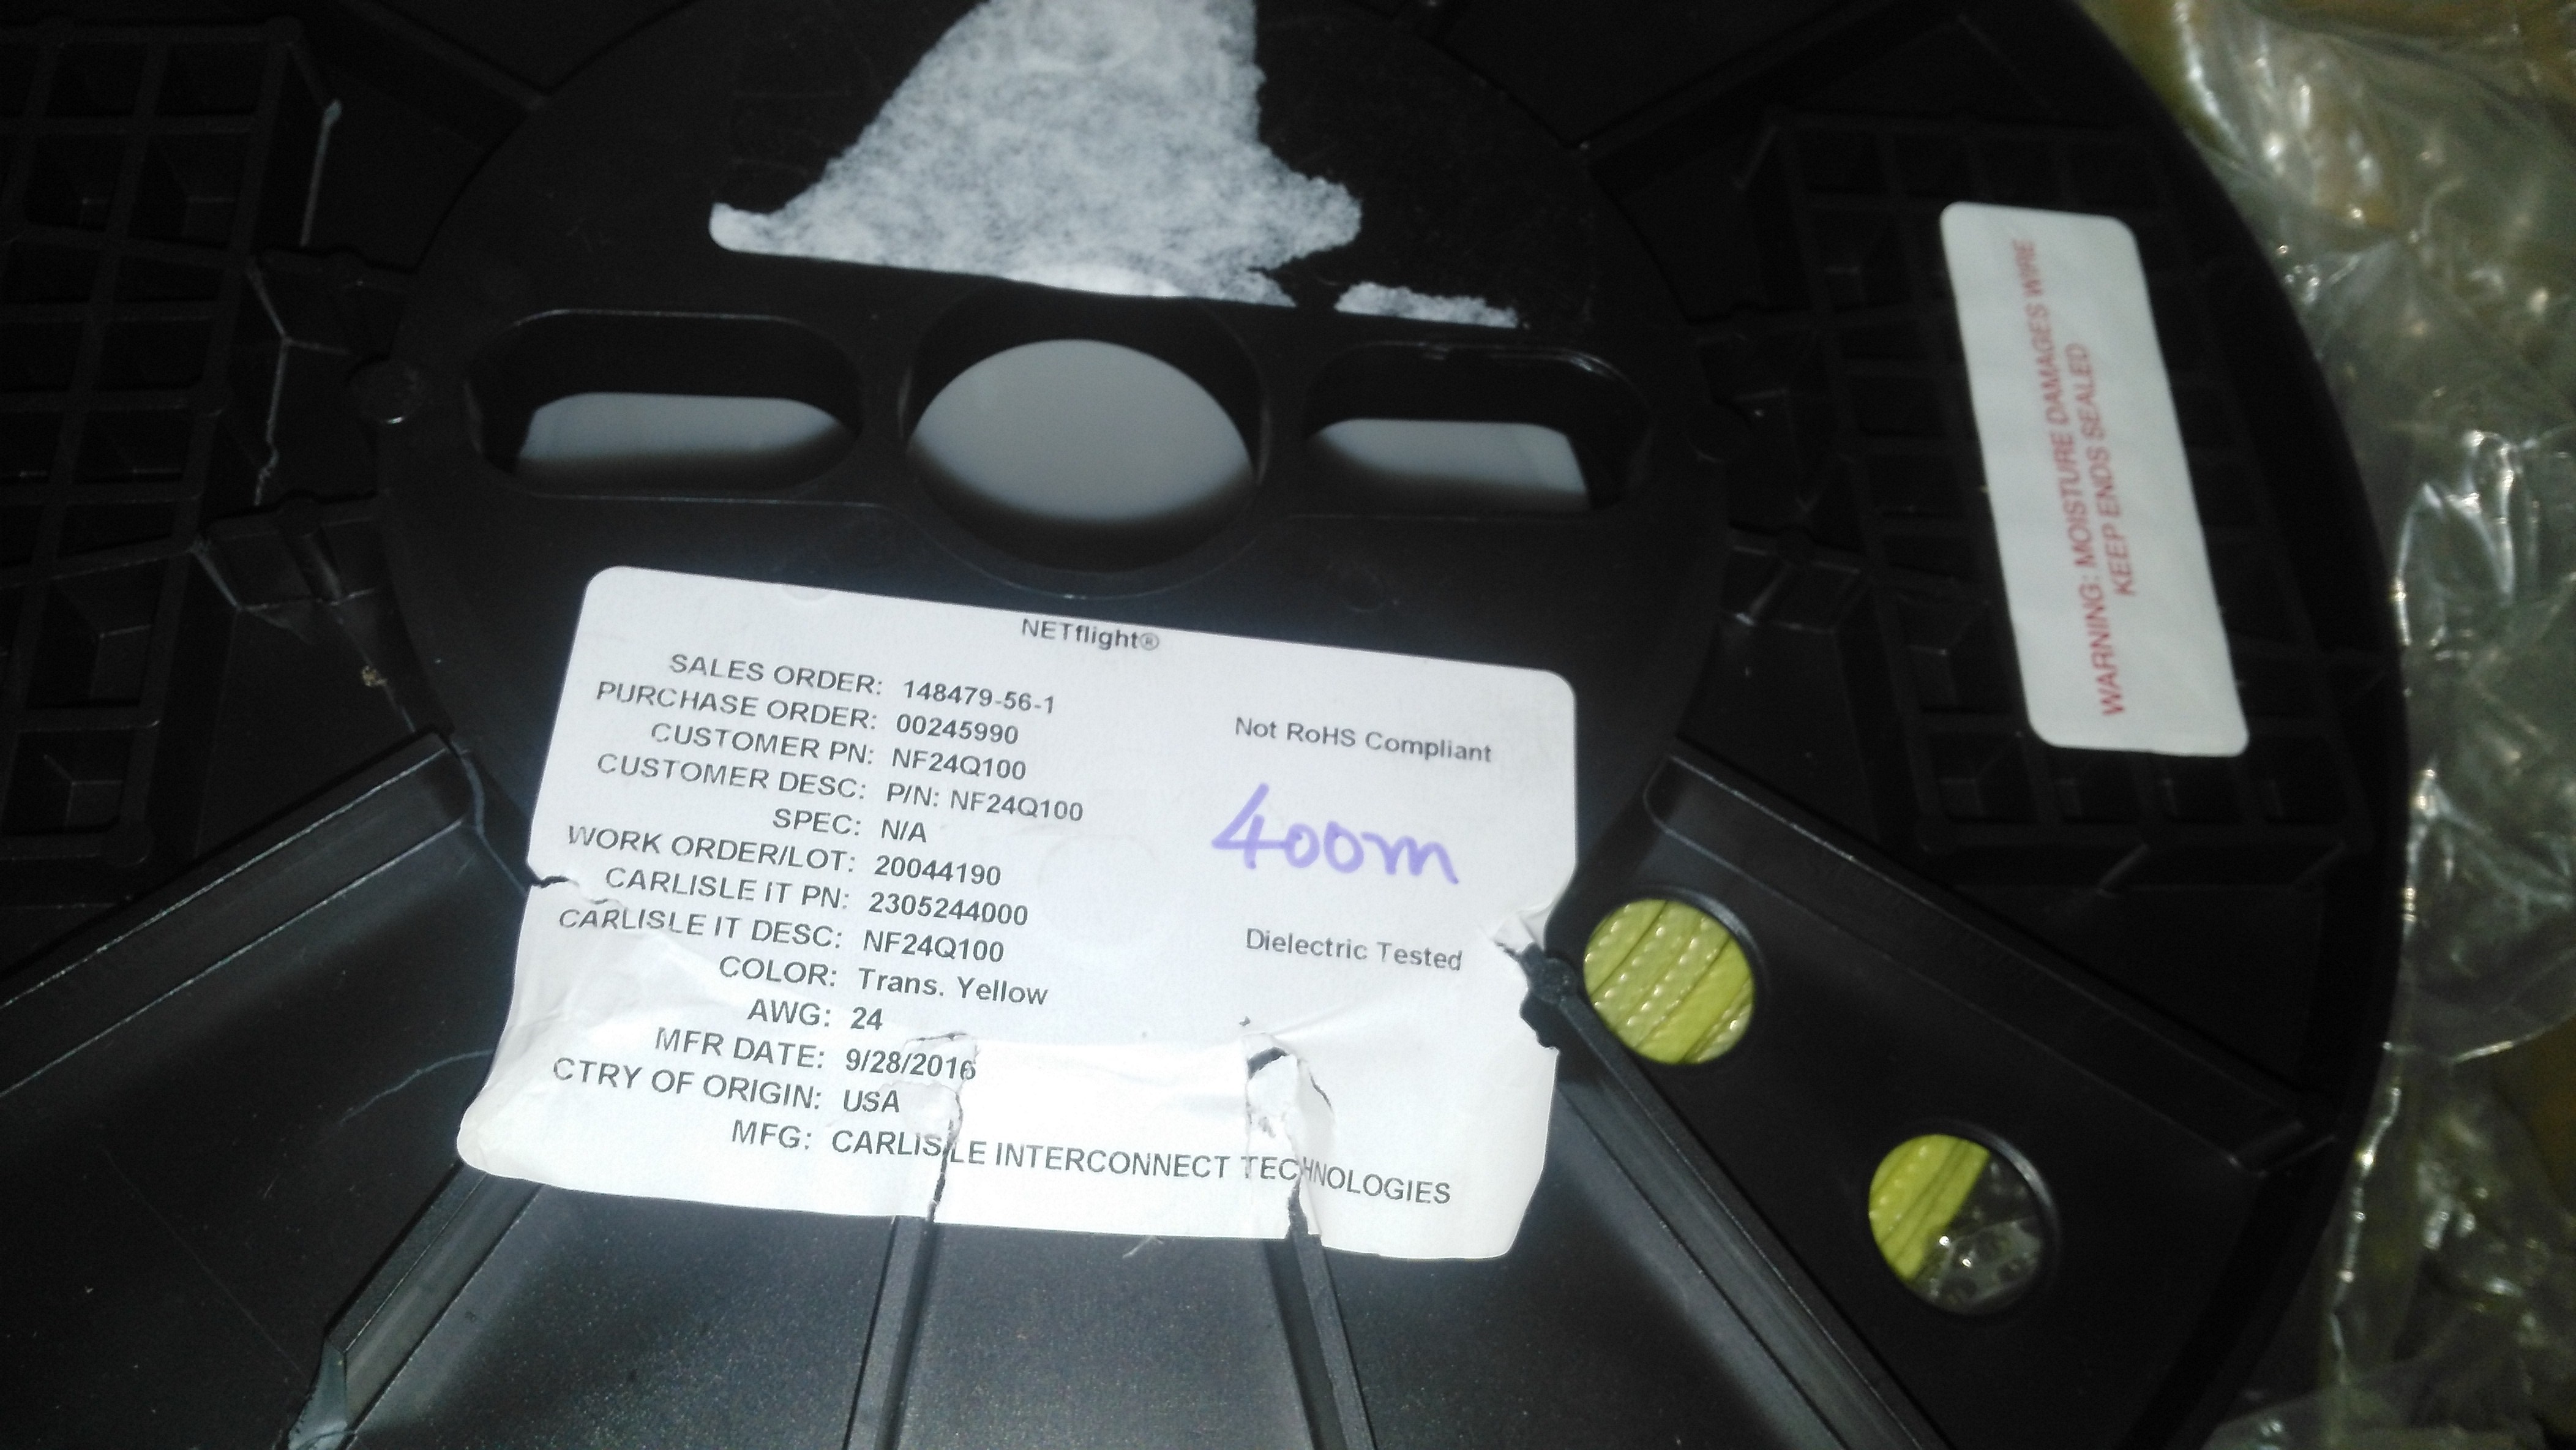 NETflight®
SALES ORDER: 148479-56-1
PURCHASE ORDER: 00245990
CUSTOMER PN: NF24Q100
CUSTOMER DESC: P/N: NF24Q100
SPEC: N/A
WORK ORDER/LOT: 20044190
CARLISLE IT PN: 2305244000
CARLISLE IT DESC: NF24Q100
COLOR: Trans. Yellow
AWG: 24
MFR DATE: 9/28/2016
CTRY OF ORIGIN: USA
MFG: CARLISLE INTERCONNECT TECHNOLOGIES
Not RoHS Compliant
400m
Dielectric Tested
WARNING: MOISTURE DAMAGES WIRE
KEEP ENDS SEALED